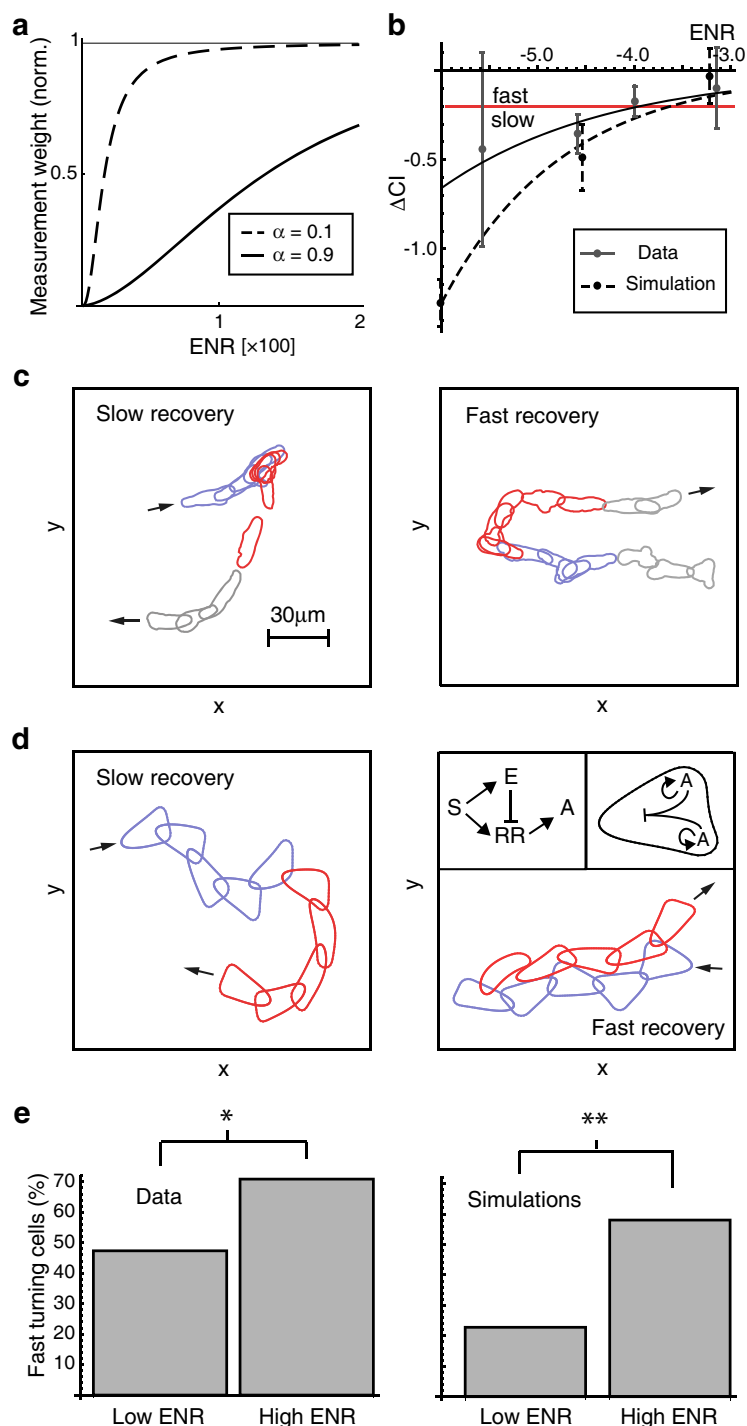 a
Measurement weight (norm.)
1
0.5
α = 0.1
α = 0.9
1
2
ENR [×100]
b
ENR
-5.0
-4.0
-3.0
fast
slow
ΔCI
-0.5
-1.0
Data
Simulation
c
Slow recovery
y
30μm
x
Fast recovery
y
x
d
Slow recovery
y
x
S
E
RR
A
A
A
y
Fast recovery
x
e
Fast turning cells (%)
70
60
50
40
30
20
10
*
Data
Low ENR
High ENR
**
Simulations
Low ENR
High ENR